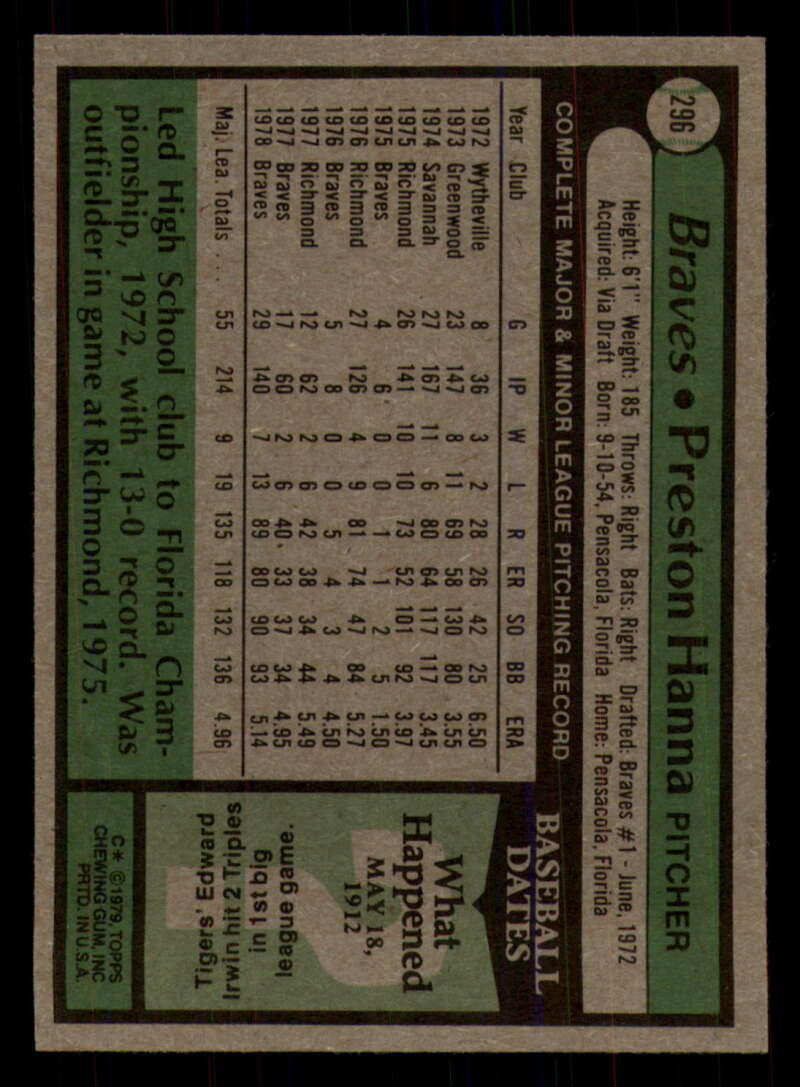 296
Braves • Preston Hanna PITCHER
Height: 6'1" Weight: 185 Throws: Right Bats: Right Drafted: Braves #1 - June, 1972
Acquired: Via Draft Born: 9-10-54, Pensacola, Florida Home: Pensacola, Florida
COMPLETE MAJOR & MINOR LEAGUE PITCHING RECORD
Year Club G IP W L R ER SO BB ERA
1972 Wytheville 8 36 3 2 28 26 42 25 6.50
1973 Greenwood 23 147 8 11 69 58 130 80 3.55
1974 Savannah 27 167 11 6 80 64 117 117 3.45
1975 Richmond 26 141 10 10 73 52 101 92 3.97
1975 Braves 4 6 0 0 1 1 2 5 1.50
1976 Richmond 27 126 4 9 81 74 47 84 5.27
1976 Braves 5 8 0 0 5 4 3 4 4.50
1977 Richmond 12 62 2 6 42 38 34 44 5.49
1977 Braves 17 60 2 6 40 33 37 34 4.95
1978 Braves 29 140 7 13 89 80 90 93 5.14
Maj. Lea. Totals . . . 55 214 9 19 135 118 132 136 4.96
Led High School club to Florida Cham-
pionship, 1972, with 13-0 record. Was
outfielder in game at Richmond, 1975.
BASEBALL
DATES
What
Happened
MAY 18,
1912
Tigers' Edward
Irwin hit 2 Triples
in 1st big
league game.
C* ©1979 TOPPS
CHEWING GUM, INC
PRTD. IN U.S.A.